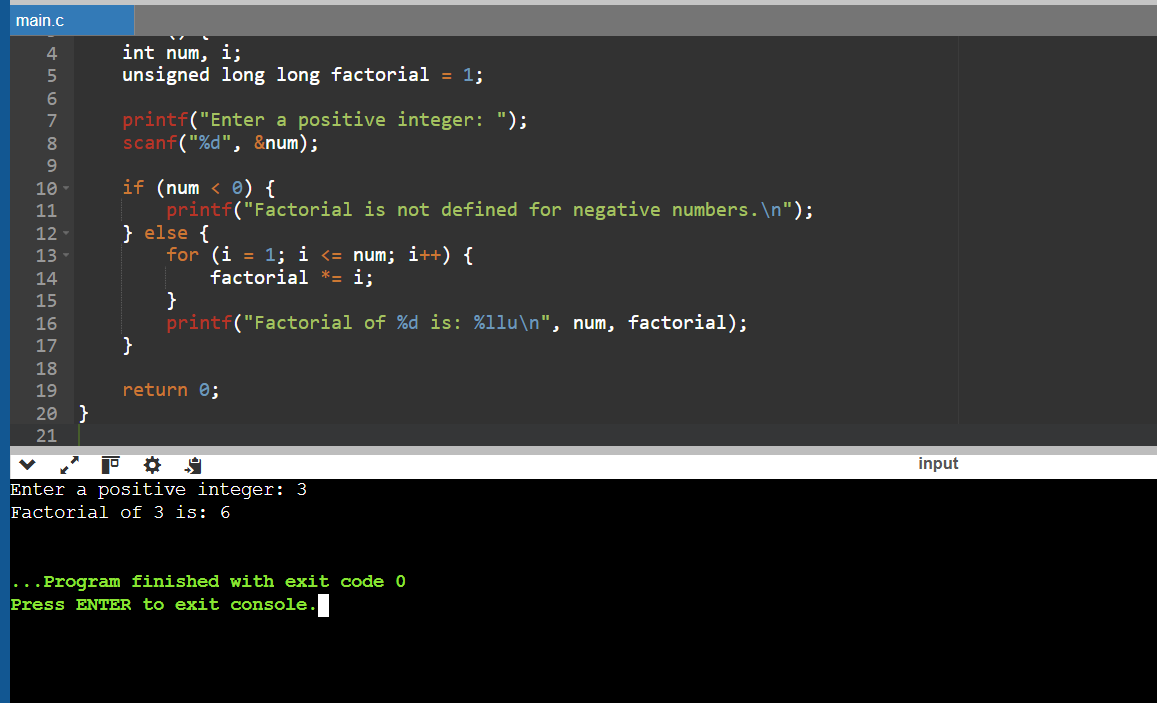 main.c
4 int num, i;
5 unsigned long long factorial = 1;
6
7 printf("Enter a positive integer: ");
8 scanf("%d", &num);
9
10 if (num < 0) {
11 printf("Factorial is not defined for negative numbers.\n");
12 } else {
13 for (i = 1; i <= num; i++) {
14 factorial *= i;
15 }
16 printf("Factorial of %d is: %llu\n", num, factorial);
17 }
18
19 return 0;
20 }
21
input
Enter a positive integer: 3
Factorial of 3 is: 6
...Program finished with exit code 0
Press ENTER to exit console.